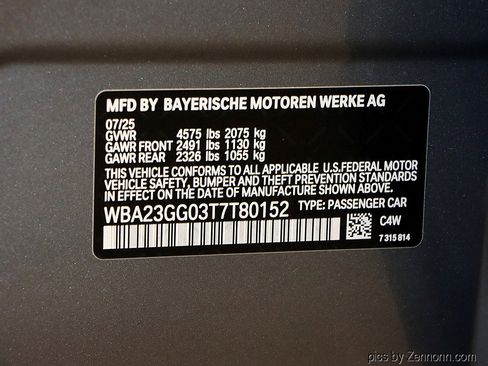 MFD BY BAYERISCHE MOTOREN WERKE AG
07/25
GVWR 4575 lbs 2075 kg
GAWR FRONT 2491 lbs 1130 kg
GAWR REAR 2326 lbs 1055 kg
THIS VEHICLE CONFORMS TO ALL APPLICABLE U.S.FEDERAL MOTOR
VEHICLE SAFETY, BUMPER AND THEFT PREVENTION STANDARDS
IN EFFECT ON THE DATE OF MANUFACTURE SHOWN ABOVE.
WBA23GG03T7T80152 TYPE: PASSENGER CAR
C4W
7 315 814
pics by Zennonn.com